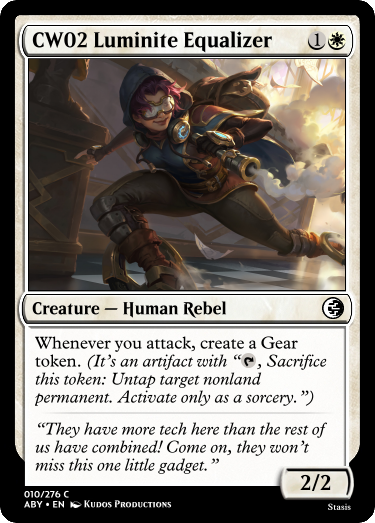 CW02 Luminite Equalizer 1
Creature — Human Rebel
Whenever you attack, create a Gear
token. (It's an artifact with “, Sacrifice
this token: Untap target nonland
permanent. Activate only as a sorcery.”)
“They have more tech here than the rest of
us have combined! Come on, they won't
miss this one little gadget.”
2/2
010/276 C
ABY • EN Kudos Productions
Stasis